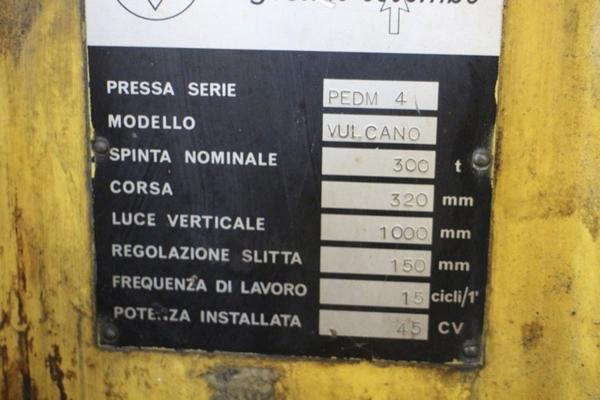 PRESSA SERIE PEDM 4
MODELLO VULCANO
SPINTA NOMINALE 300 t
CORSA 320 mm
LUCE VERTICALE 1000 mm
REGOLAZIONE SLITTA 150 mm
FREQUENZA DI LAVORO 15 cicli/1'
POTENZA INSTALLATA 45 CV